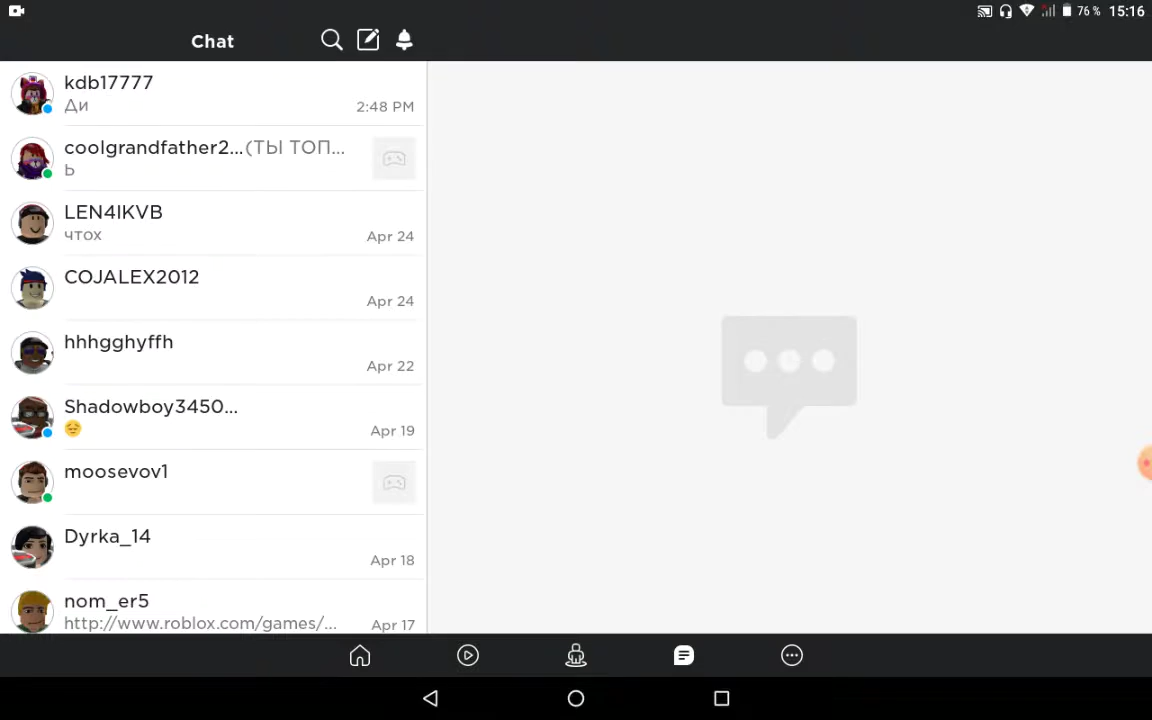 76 % 15:16
Chat
kdb17777
Ди
2:48 PM
coolgrandfather2...(ТЫ ТОП...
Ь
LEN4IKVB
чтох
Apr 24
COJALEX2012
Apr 24
hhhgghyffh
Apr 22
Shadowboy3450...
😔
Apr 19
moosevov1
Dyrka_14
Apr 18
nom_er5
http://www.roblox.com/games/...
Apr 17